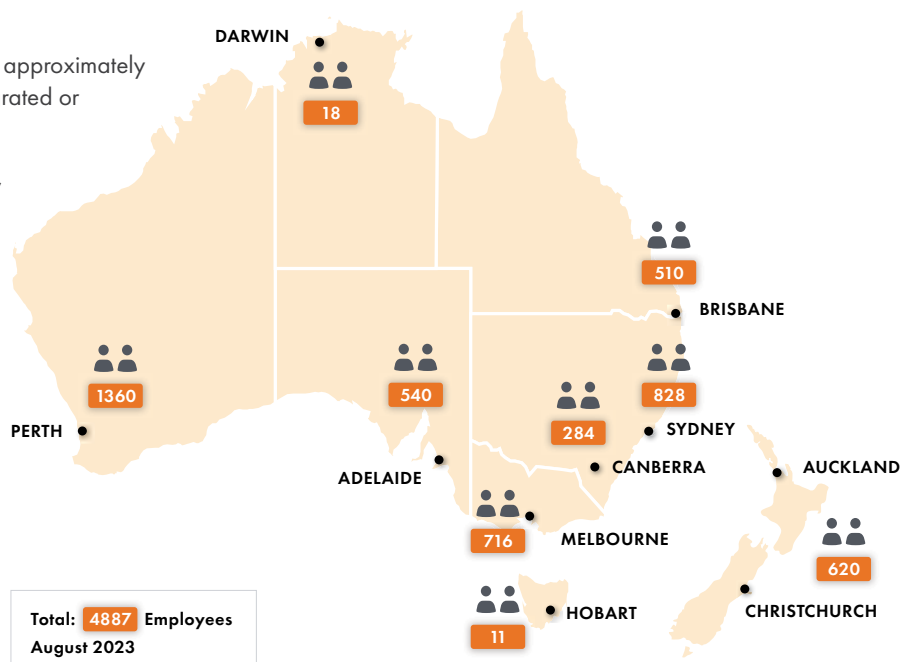 approximately
rated or
DARWIN
18
510
BRISBANE
1360
540
828
284
PERTH
SYDNEY
CANBERRA
AUCKLAND
ADELAIDE
716
MELBOURNE
620
11
HOBART
CHRISTCHURCH
Total: 4887 Employees
August 2023